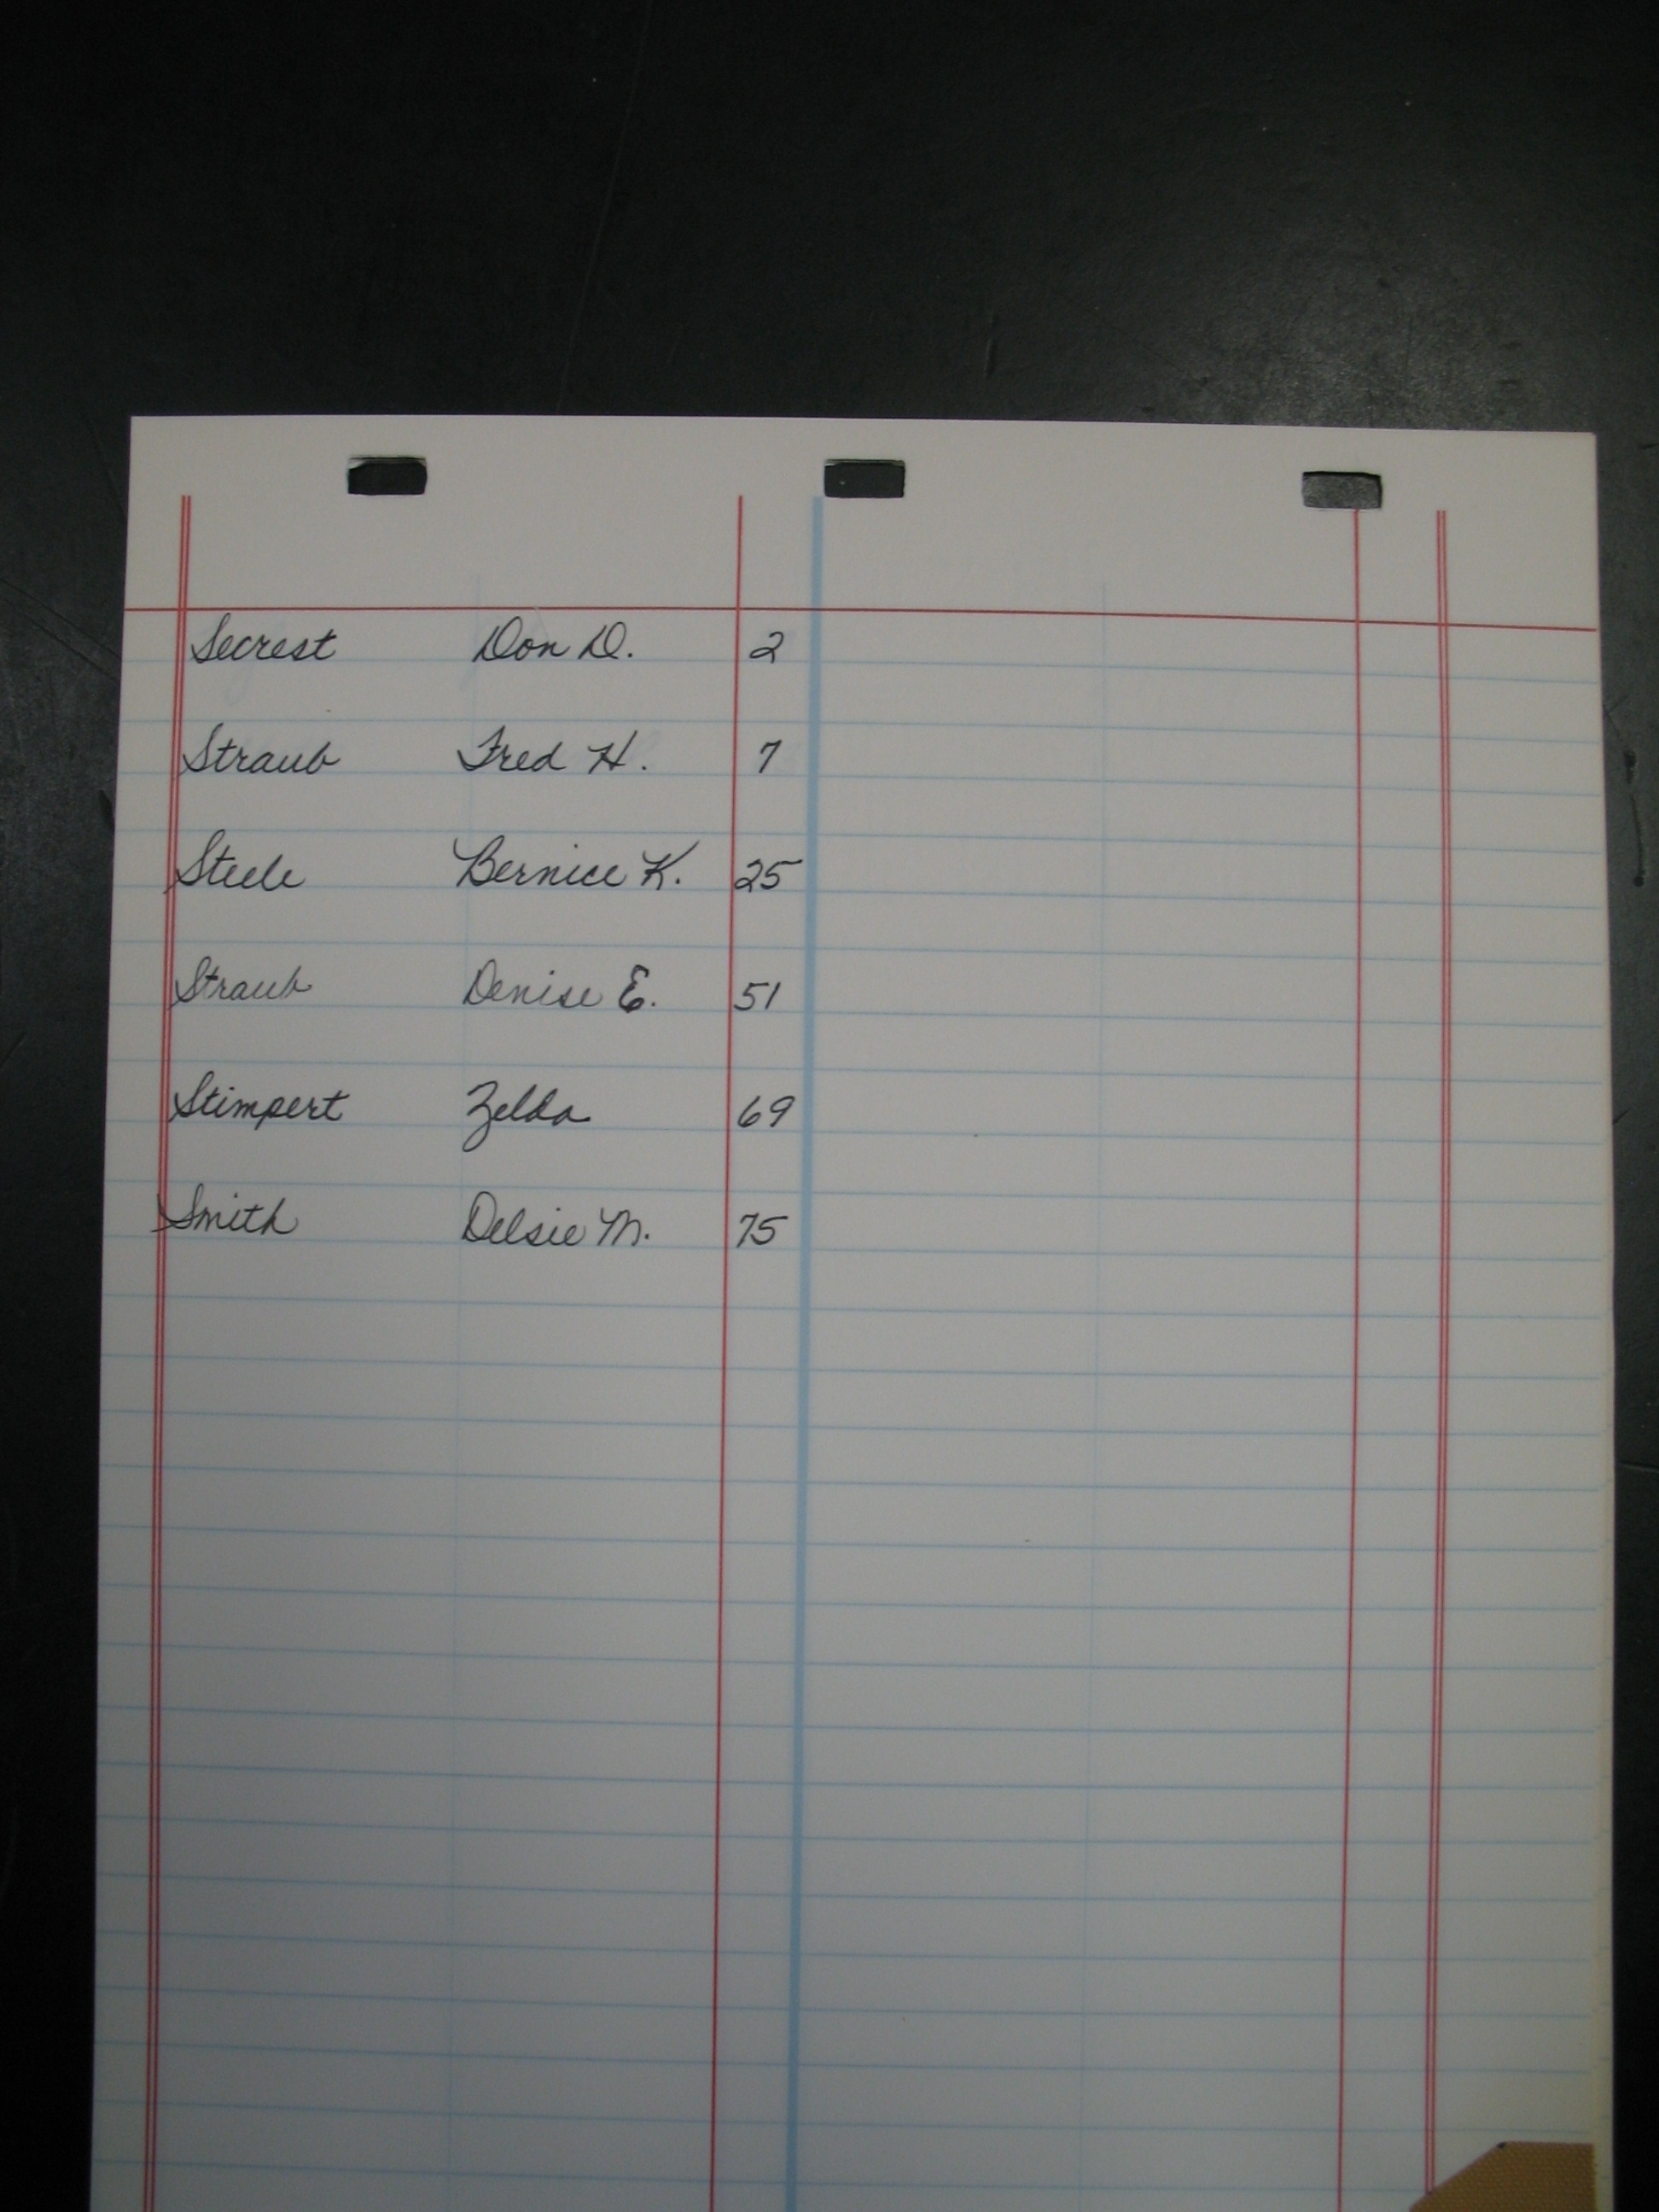 Secrest Don D. 2
Straub Fred H. 7
Steele Bernice K. 25
Straub Denise E. 51
Stimpert Zelda 69
Smith Delsie M. 75